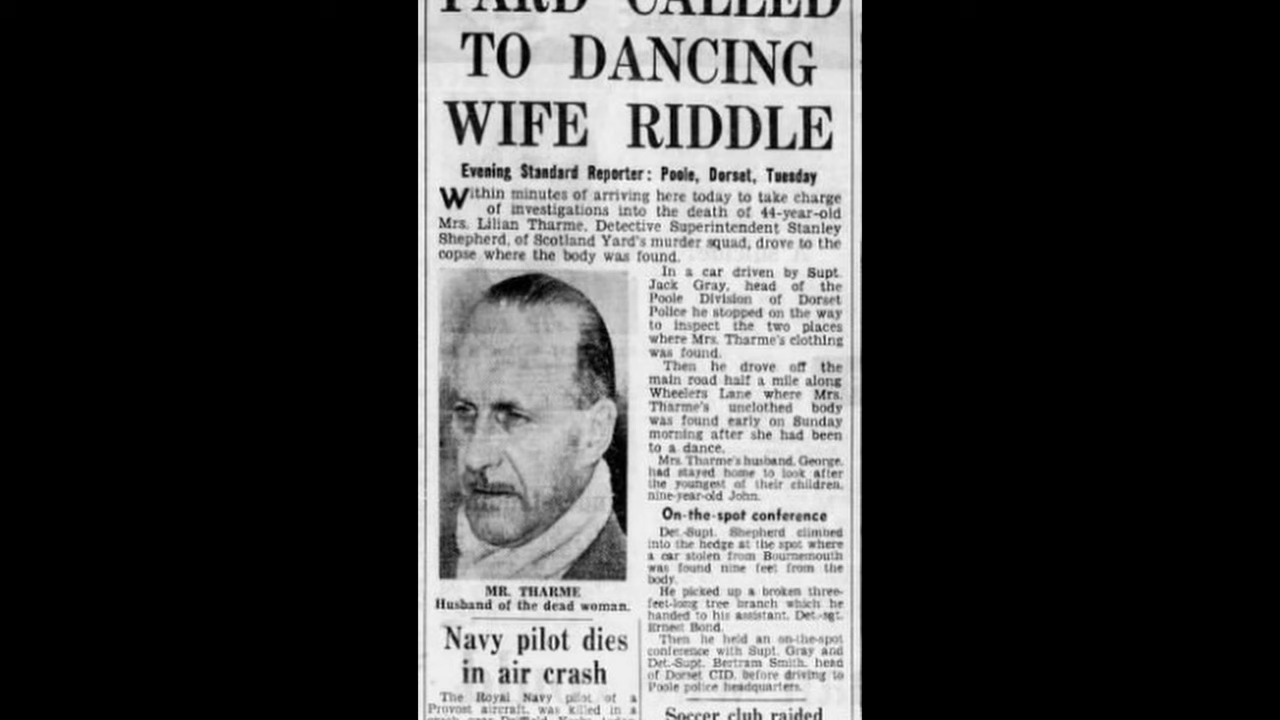 YARD CALLED
TO DANCING
WIFE RIDDLE
Evening Standard Reporter: Poole, Dorset, Tuesday
Within minutes of arriving here today to take charge
of investigations into the death of 44-year-old
Mrs. Lilian Tharme, Detective Superintendent Stanley
Shepherd, of Scotland Yard's murder squad, drove to the
copse where the body was found.
In a car driven by Supt.
Jack Gray, head of the
Poole Division of Dorset
Police he stopped on the way
to inspect the two places
where Mrs. Tharme's clothing
was found.
Then he drove off the
main road half a mile along
Wheelers Lane where Mrs.
Tharme's unclothed body
was found early on Sunday
morning after she had been
to a dance.
Mrs. Tharme's husband, George,
had stayed home to look after
the youngest of their children,
nine-year-old John.
On-the-spot conference
Det.-Supt. Shepherd climbed
into the hedge at the spot where
a car stolen from Bournemouth
was found nine feet from the
body.
He picked up a broken three-
feet-long tree branch which he
handed to his assistant, Det.-sgt.
Ernest Bond.
Then he held an on-the-spot
conference with Supt. Gray and
Det.-Supt. Bertram Smith, head
of Dorset CID, before driving to
Poole police headquarters.
Soccer club raided
MR. THARME
Husband of the dead woman.
Navy pilot dies
in air crash
The Royal Navy pilot of a
Provost aircraft, was killed in a